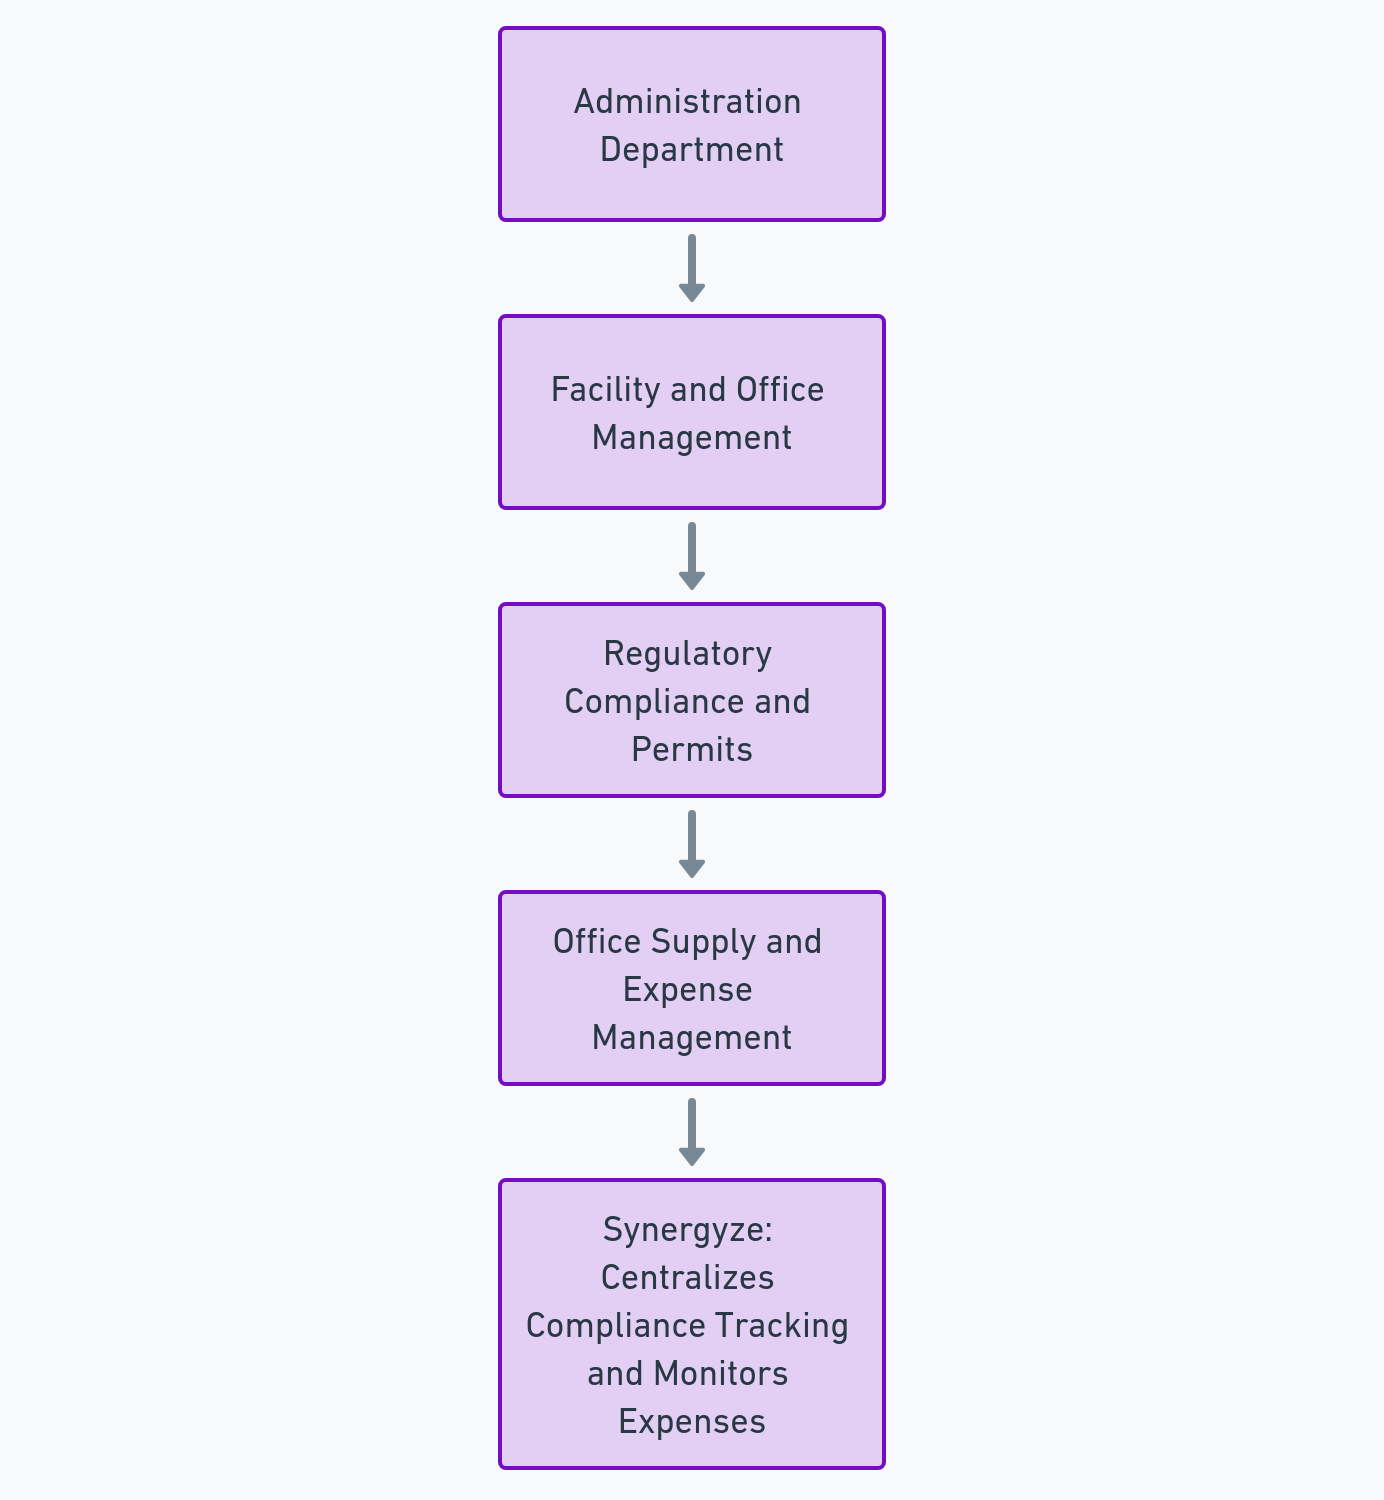 Administration
Department
Facility and Office
Management
Regulatory
Compliance and
Permits
Office Supply and
Expense
Management
Synergyze:
Centralizes
Compliance Tracking
and Monitors
Expenses